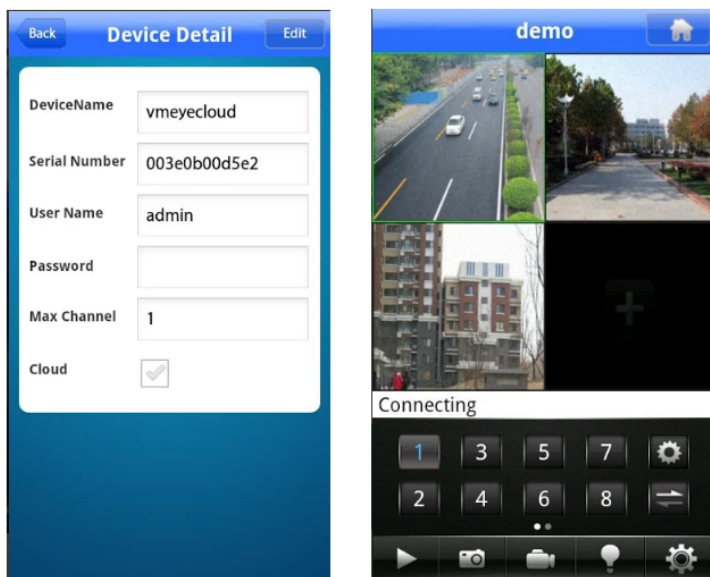 Back Device Detail Edit
DeviceName vmeyecloud
Serial Number 003e0b00d5e2
User Name admin
Password
Max Channel 1
Cloud
demo
Connecting
1 3 5 7
2 4 6 8